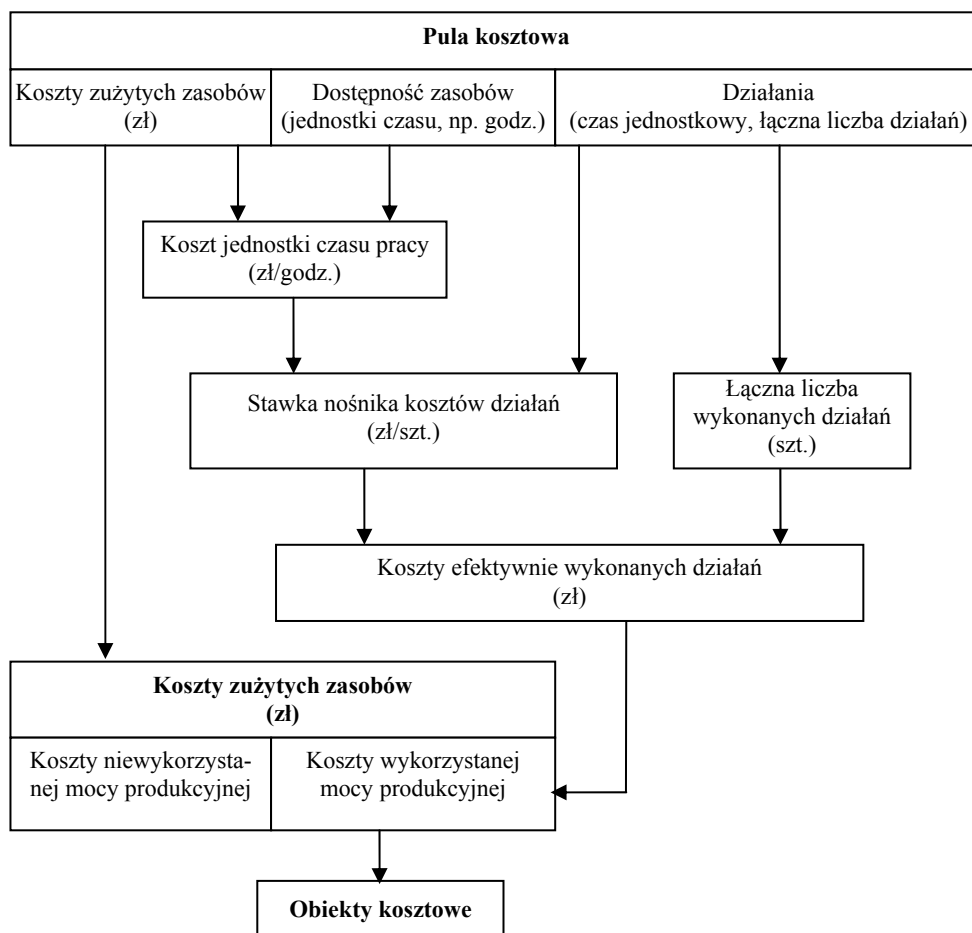 Pula kosztowa
Koszty zużytych zasobów
(zł)
Dostępność zasobów
(jednostki czasu, np. godz.)
Działania
(czas jednostkowy, łączna liczba działań)
Koszt jednostki czasu pracy
(zł/godz.)
Stawka nośnika kosztów działań
(zł/szt.)
Łączna liczba
wykonanych działań
(szt.)
Koszty efektywnie wykonanych działań
(zł)
Koszty zużytych zasobów
(zł)
Koszty niewykorzysta-
nej mocy produkcyjnej
Koszty wykorzystanej
mocy produkcyjnej
Obiekty kosztowe